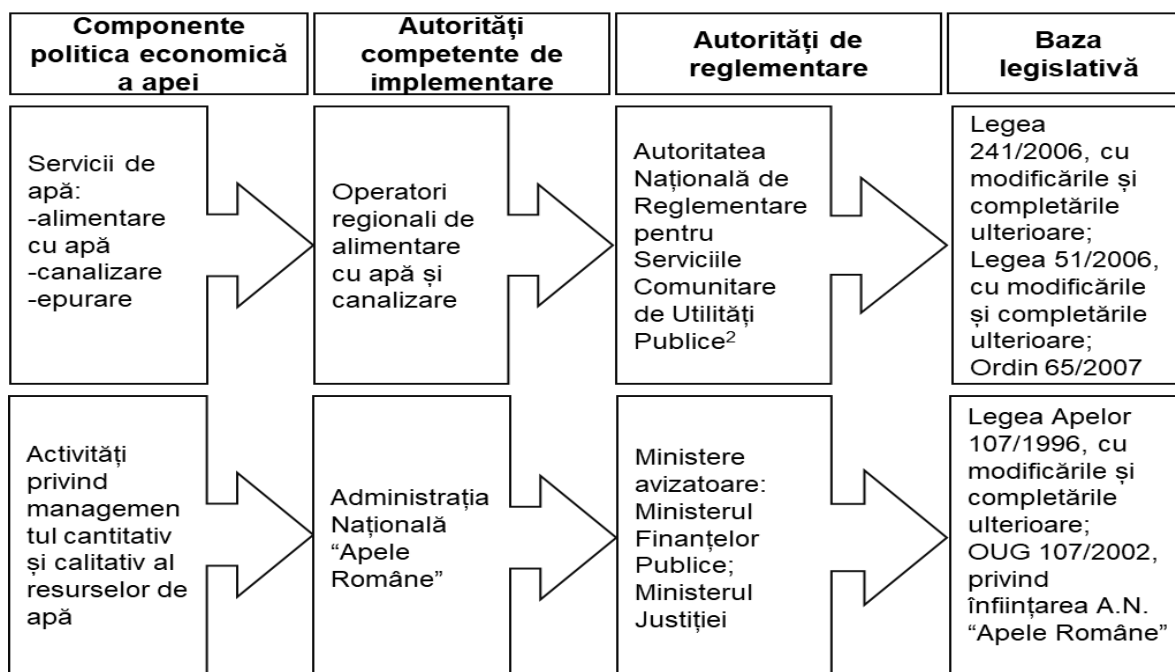 Componente
politica economică
a apei
Autorități
competente de
implementare
Autorități de
reglementare
Baza
legislativă
Servicii de
apă:
-alimentare
cu apă
-canalizare
-epurare
Operatori
regionali de
alimentare
cu apă și
canalizare
Autoritatea
Națională de
Reglementare
pentru
Serviciile
Comunitare
de Utilități
Publice²
Legea
241/2006, cu
modificările și
completările
ulterioare;
Legea 51/2006,
cu modificările
și completările
ulterioare;
Ordin 65/2007
Activități
privind
managemen
tul cantitativ
și calitativ al
resurselor de
apă
Administrația
Națională
“Apele
Române”
Ministere
avizatoare:
Ministerul
Finanțelor
Publice;
Ministerul
Justiției
Legea Apelor
107/1996, cu
modificările și
completările
ulterioare;
OUG 107/2002,
privind
înființarea A.N.
“Apele Române”